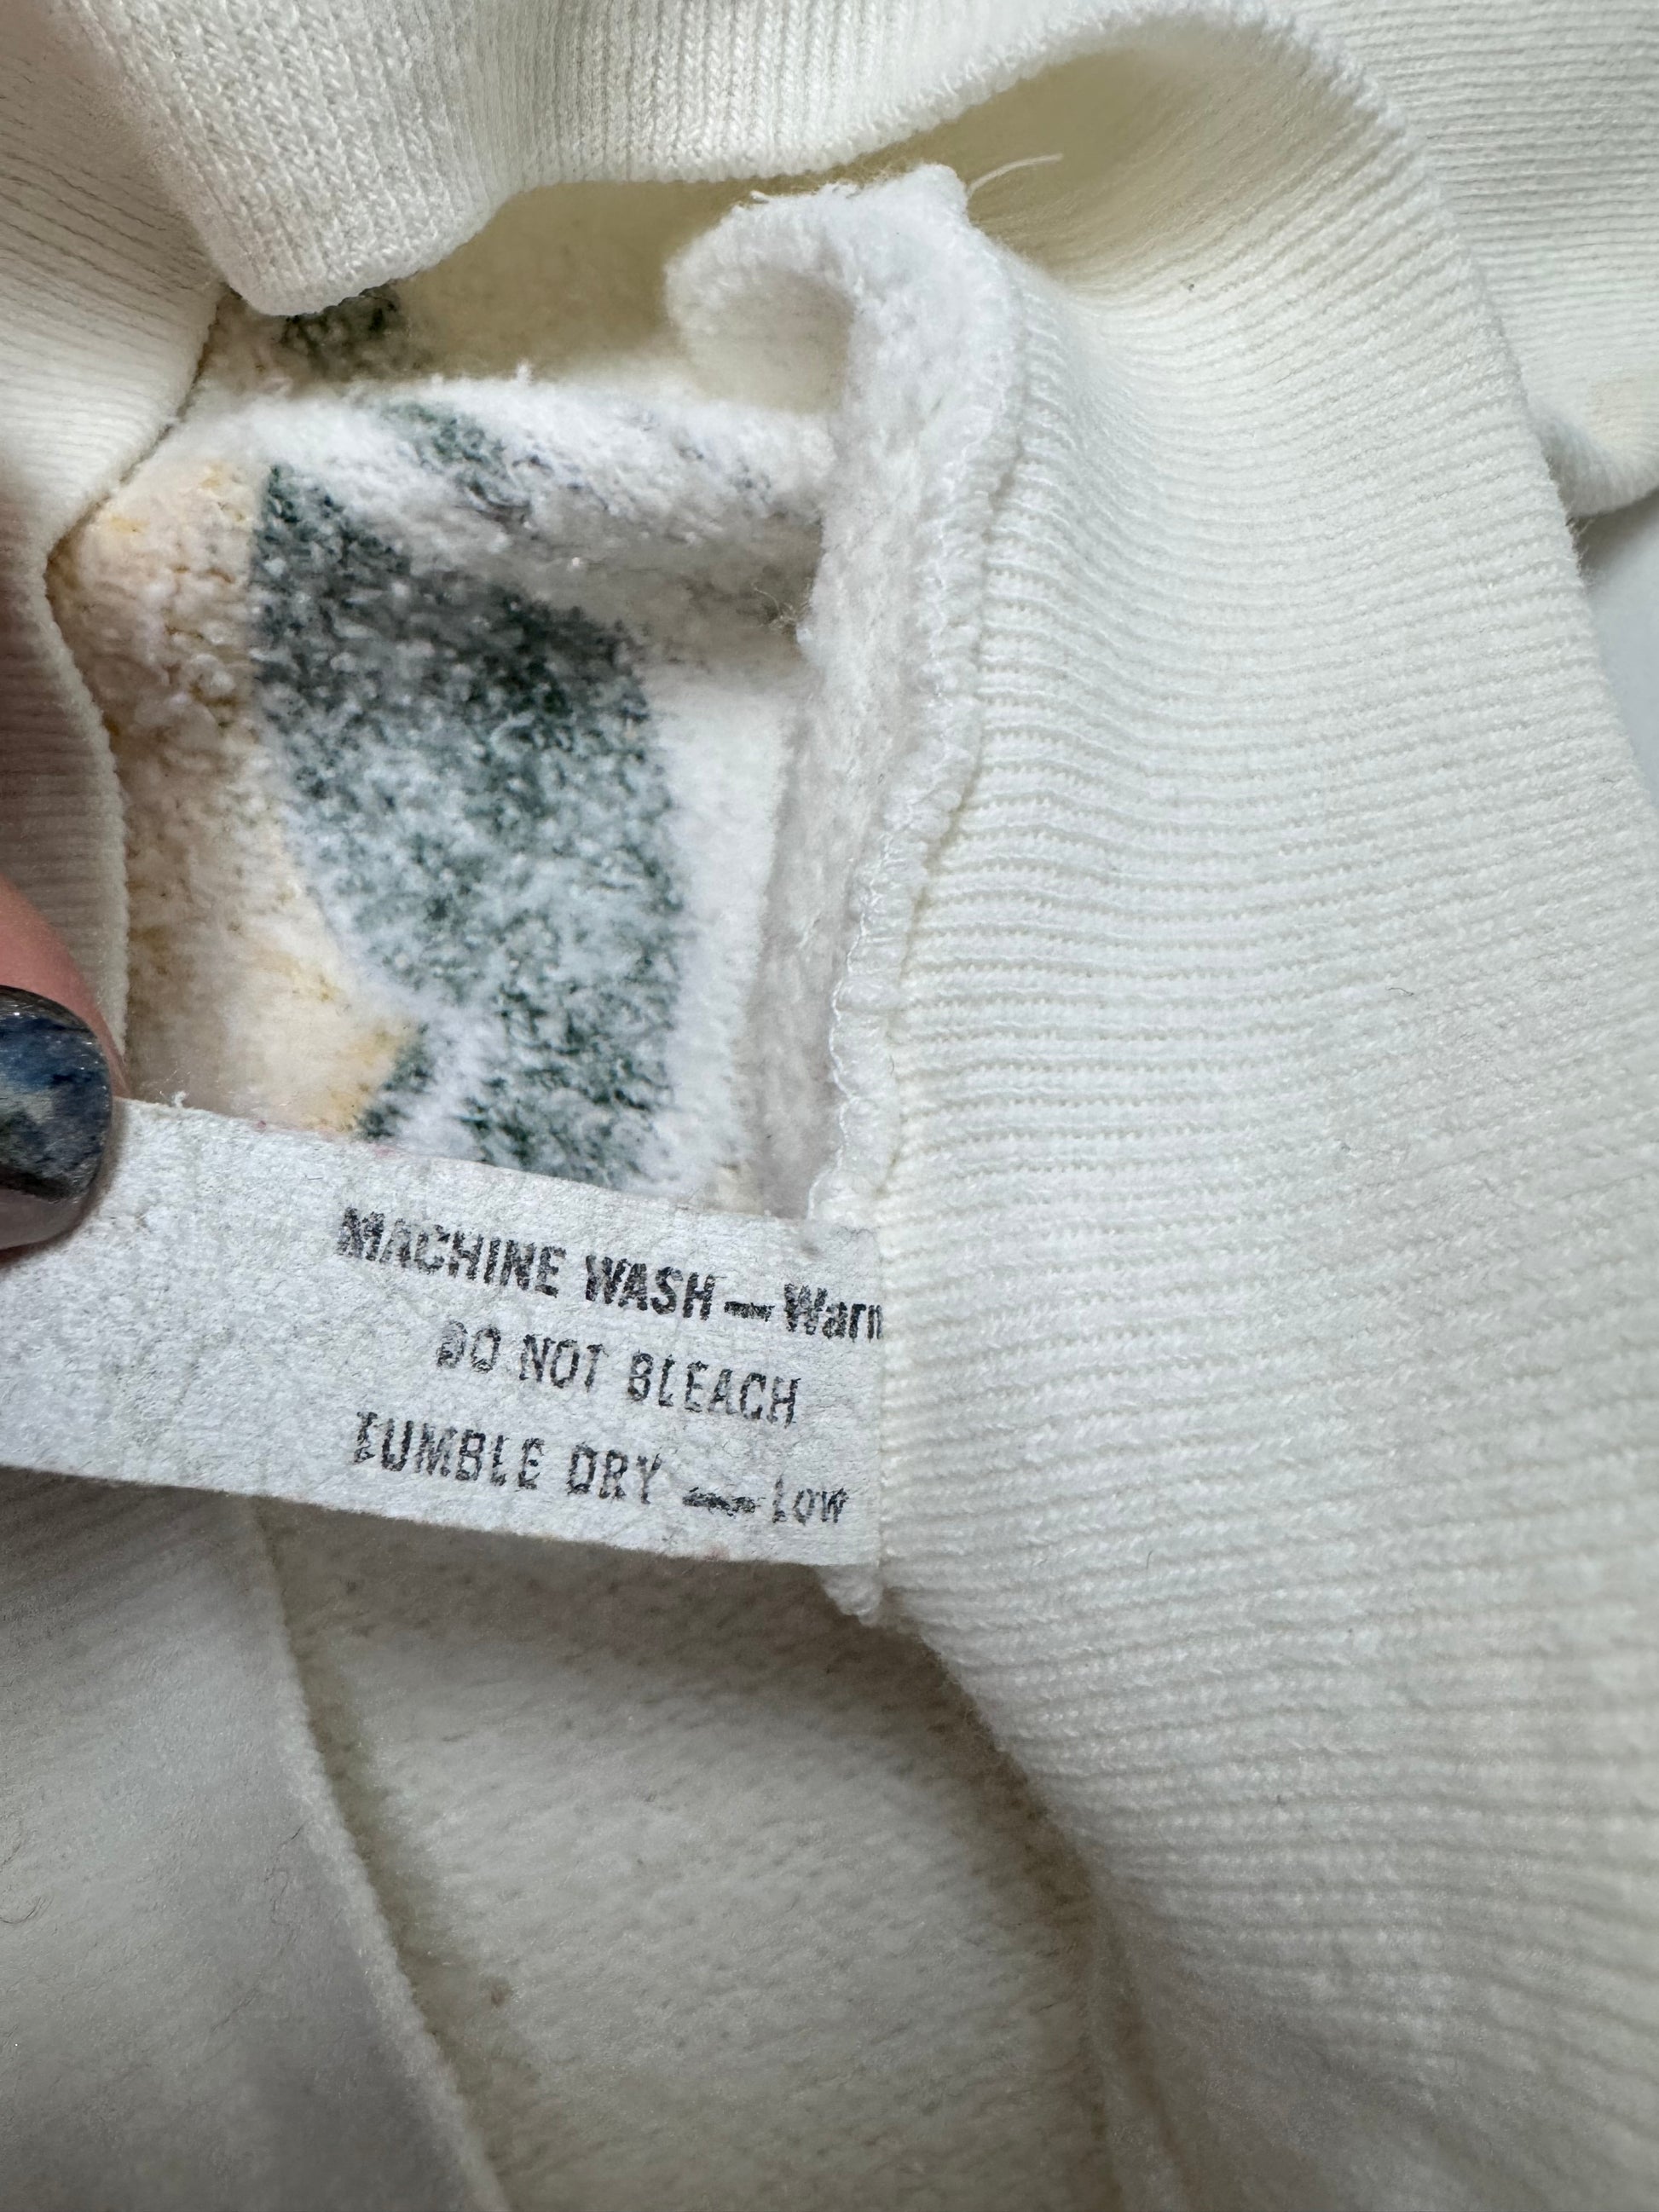 MACHINE WASH — Warm
DO NOT BLEACH
TUMBLE DRY — Low